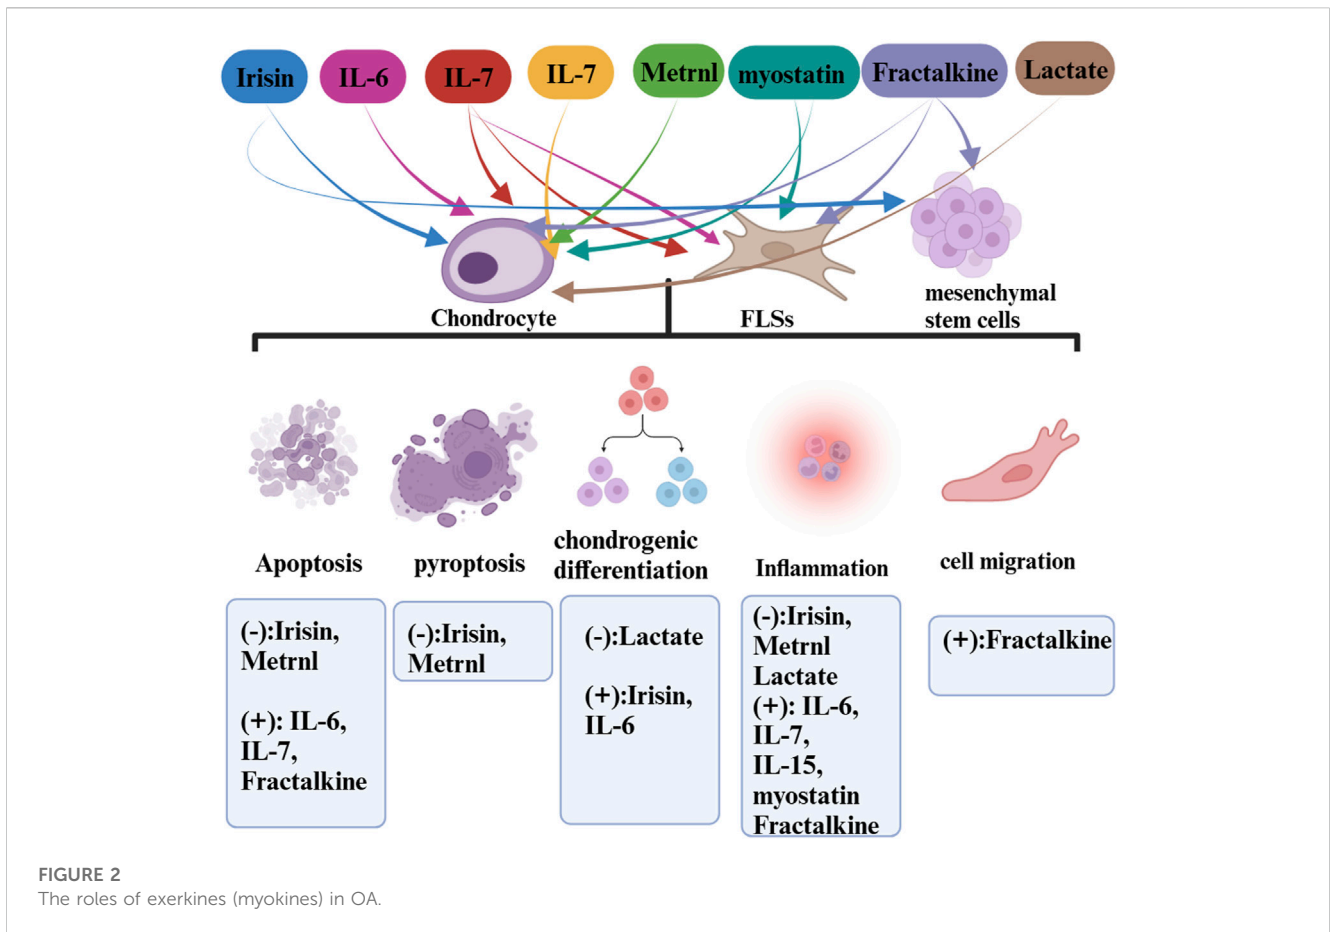 Irisin
IL-6
IL-7
IL-7
Metrnl
myostatin
Fractalkine
Lactate
Chondrocyte
FLSs
mesenchymal
stem cells
Apoptosis
pyroptosis
chondrogenic
differentiation
Inflammation
cell migration
(-):Irisin,
Metrnl
(+): IL-6,
IL-7,
Fractalkine
(-):Irisin,
Metrnl
(-):Lactate
(+):Irisin,
IL-6
(-):Irisin,
Metrnl
Lactate
(+): IL-6,
IL-7,
IL-15,
myostatin
Fractalkine
(+):Fractalkine
FIGURE 2
The roles of exerkines (myokines) in OA.